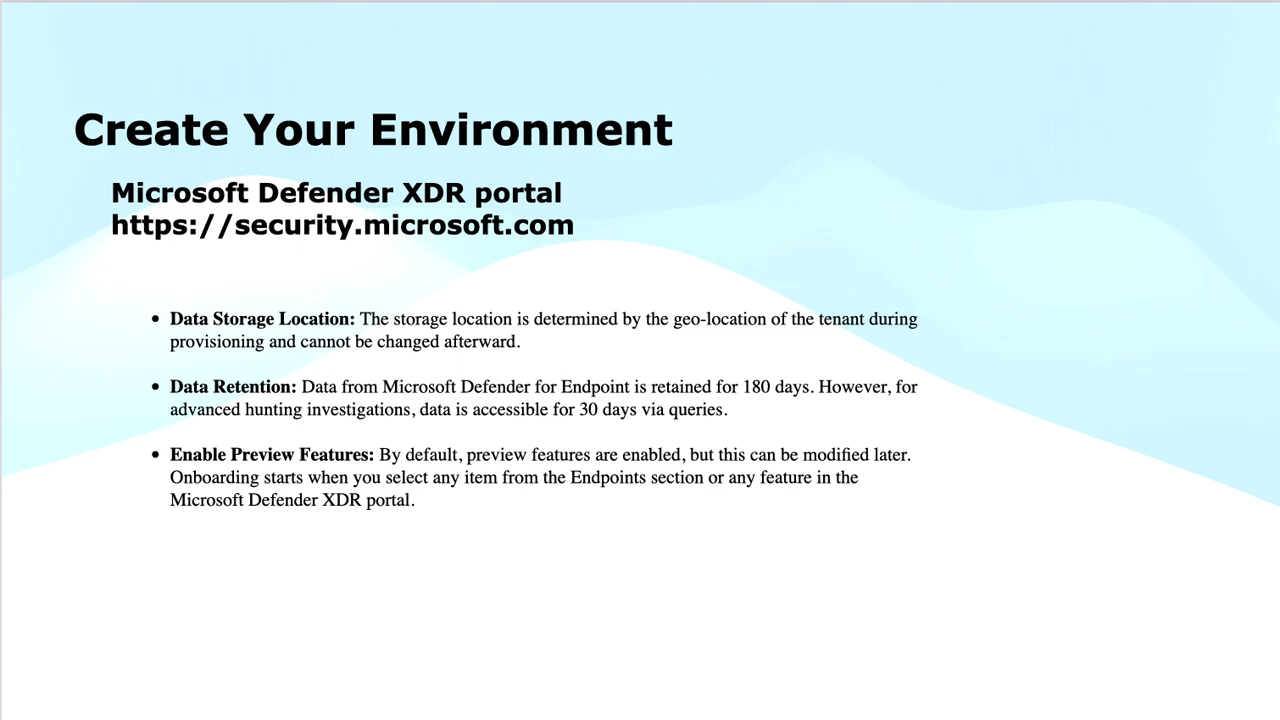 Create Your Environment
Microsoft Defender XDR portal
https://security.microsoft.com
• Data Storage Location: The storage location is determined by the geo-location of the tenant during
provisioning and cannot be changed afterward.
• Data Retention: Data from Microsoft Defender for Endpoint is retained for 180 days. However, for
advanced hunting investigations, data is accessible for 30 days via queries.
• Enable Preview Features: By default, preview features are enabled, but this can be modified later.
Onboarding starts when you select any item from the Endpoints section or any feature in the
Microsoft Defender XDR portal.